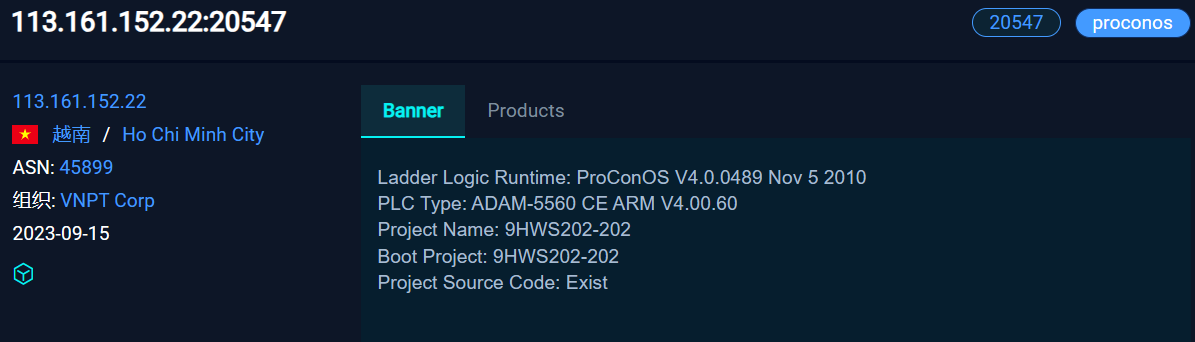 113.161.152.22:20547
20547
proconos
113.161.152.22
越南 / Ho Chi Minh City
ASN: 45899
组织: VNPT Corp
2023-09-15
Banner
Products
Ladder Logic Runtime: ProConOS V4.0.0489 Nov 5 2010
PLC Type: ADAM-5560 CE ARM V4.00.60
Project Name: 9HWS202-202
Boot Project: 9HWS202-202
Project Source Code: Exist